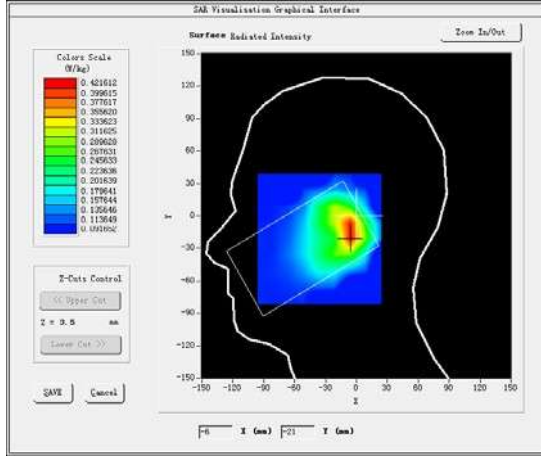 SAR Visualisation Graphical Interface
Surface Radiated Intensity
Zoom In/Out
Colors Scale
(W/kg)
0.421612
0.399615
0.377617
0.355620
0.333623
0.311625
0.289628
0.267631
0.245633
0.223636
0.201639
0.179641
0.157644
0.135646
0.113649
0.091652
150
120
90
60
30
0
-30
-60
-90
-120
-150
Y
-150 -120 -90 -60 -30 0 30 60 90 120 150
X
Z-Cuts Control
<< Upper Cut
Z = 3.5 mm
Lower Cut >>
SAVE Cancel
-6 X (mm) -21 Y (mm)